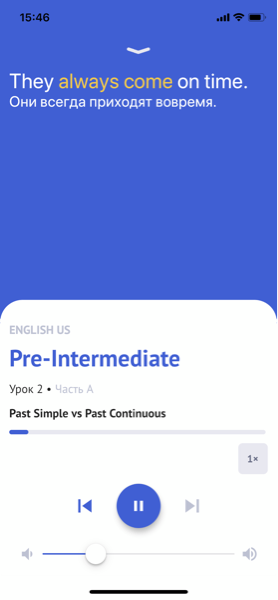 15:46
They always come on time.
Они всегда приходят вовремя.
ENGLISH US
Pre-Intermediate
Урок 2 • Часть A
Past Simple vs Past Continuous
1×